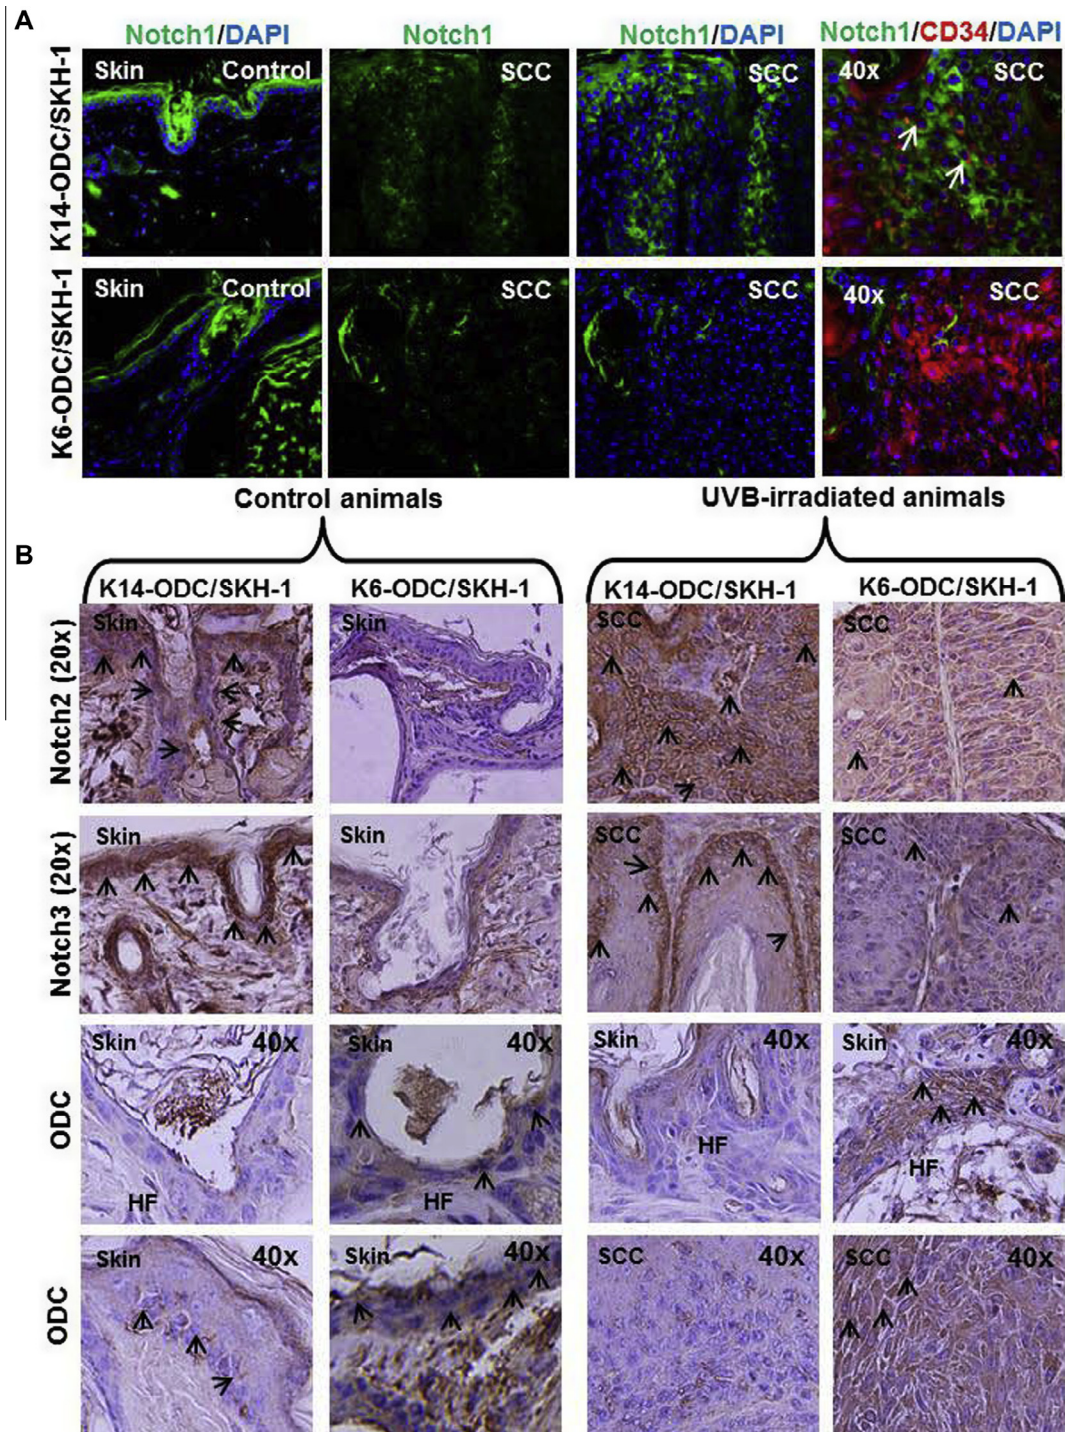 A
Notch1/DAPI Notch1 Notch1/DAPI Notch1/CD34/DAPI
K14-ODC/SKH-1
Skin Control SCC SCC 40x SCC
K6-ODC/SKH-1
Skin Control SCC SCC 40x SCC
Control animals UVB-irradiated animals
B
K14-ODC/SKH-1 K6-ODC/SKH-1 K14-ODC/SKH-1 K6-ODC/SKH-1
Notch2 (20x)
Skin Skin SCC SCC
Notch3 (20x)
Skin Skin SCC SCC
ODC
Skin 40x Skin 40x Skin 40x Skin 40x
HF HF HF HF
ODC
Skin 40x Skin 40x SCC 40x SCC 40x